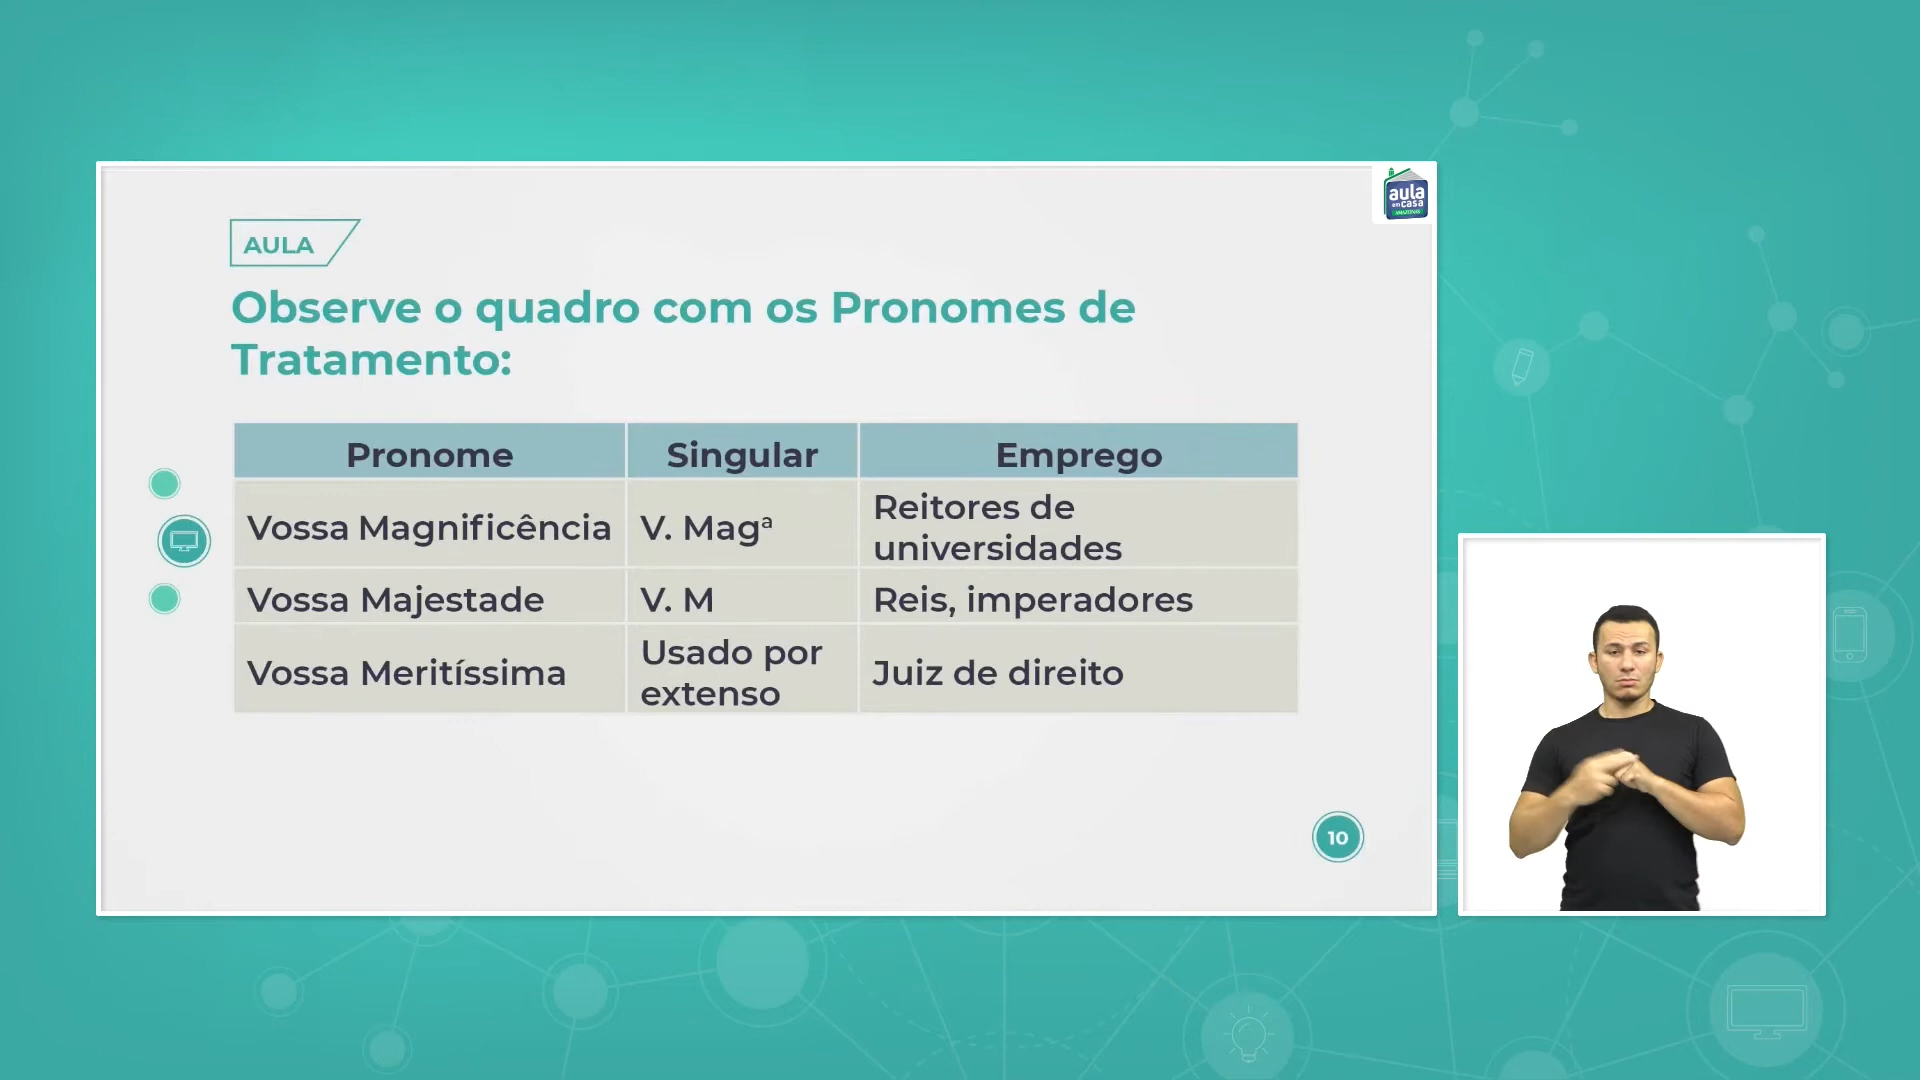 aula
em casa
AMAZONAS
AULA
Observe o quadro com os Pronomes de
Tratamento:
Pronome Singular Emprego
Vossa Magnificência V. Magª Reitores de
universidades
Vossa Majestade V. M Reis, imperadores
Vossa Meritíssima Usado por
extenso Juiz de direito
10